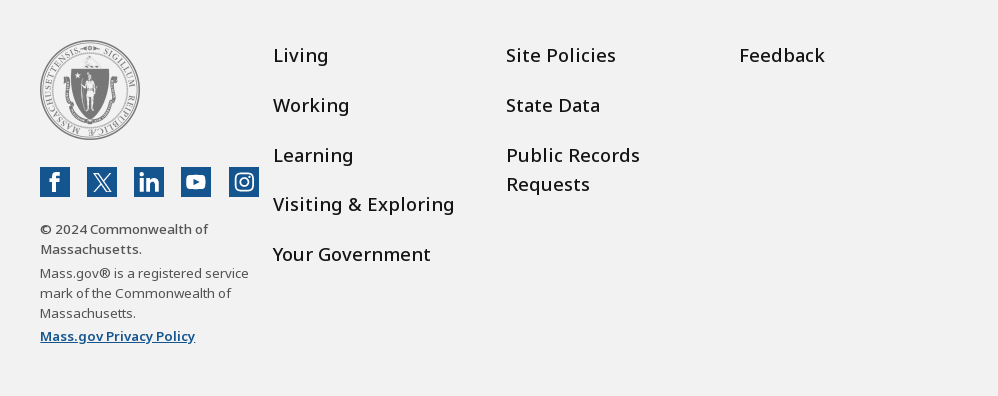 SIGILLUM REIPUBLICÆ MASSACHUSETTENSIS
© 2024 Commonwealth of
Massachusetts.
Mass.gov® is a registered service
mark of the Commonwealth of
Massachusetts.
Mass.gov Privacy Policy
Living
Working
Learning
Visiting & Exploring
Your Government
Site Policies
State Data
Public Records
Requests
Feedback